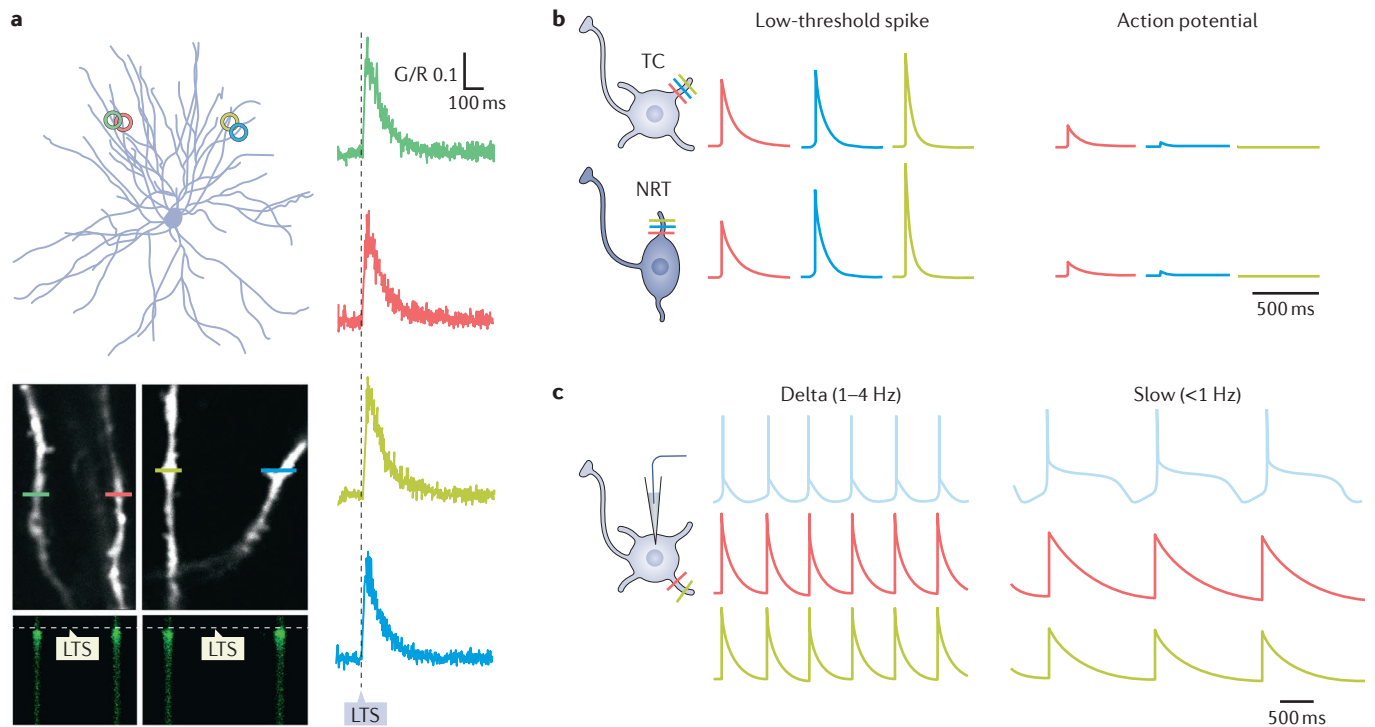 a
G/R 0.1
100 ms
LTS
LTS
LTS
b
Low-threshold spike
Action potential
TC
NRT
500 ms
c
Delta (1–4 Hz)
Slow (<1 Hz)
500 ms